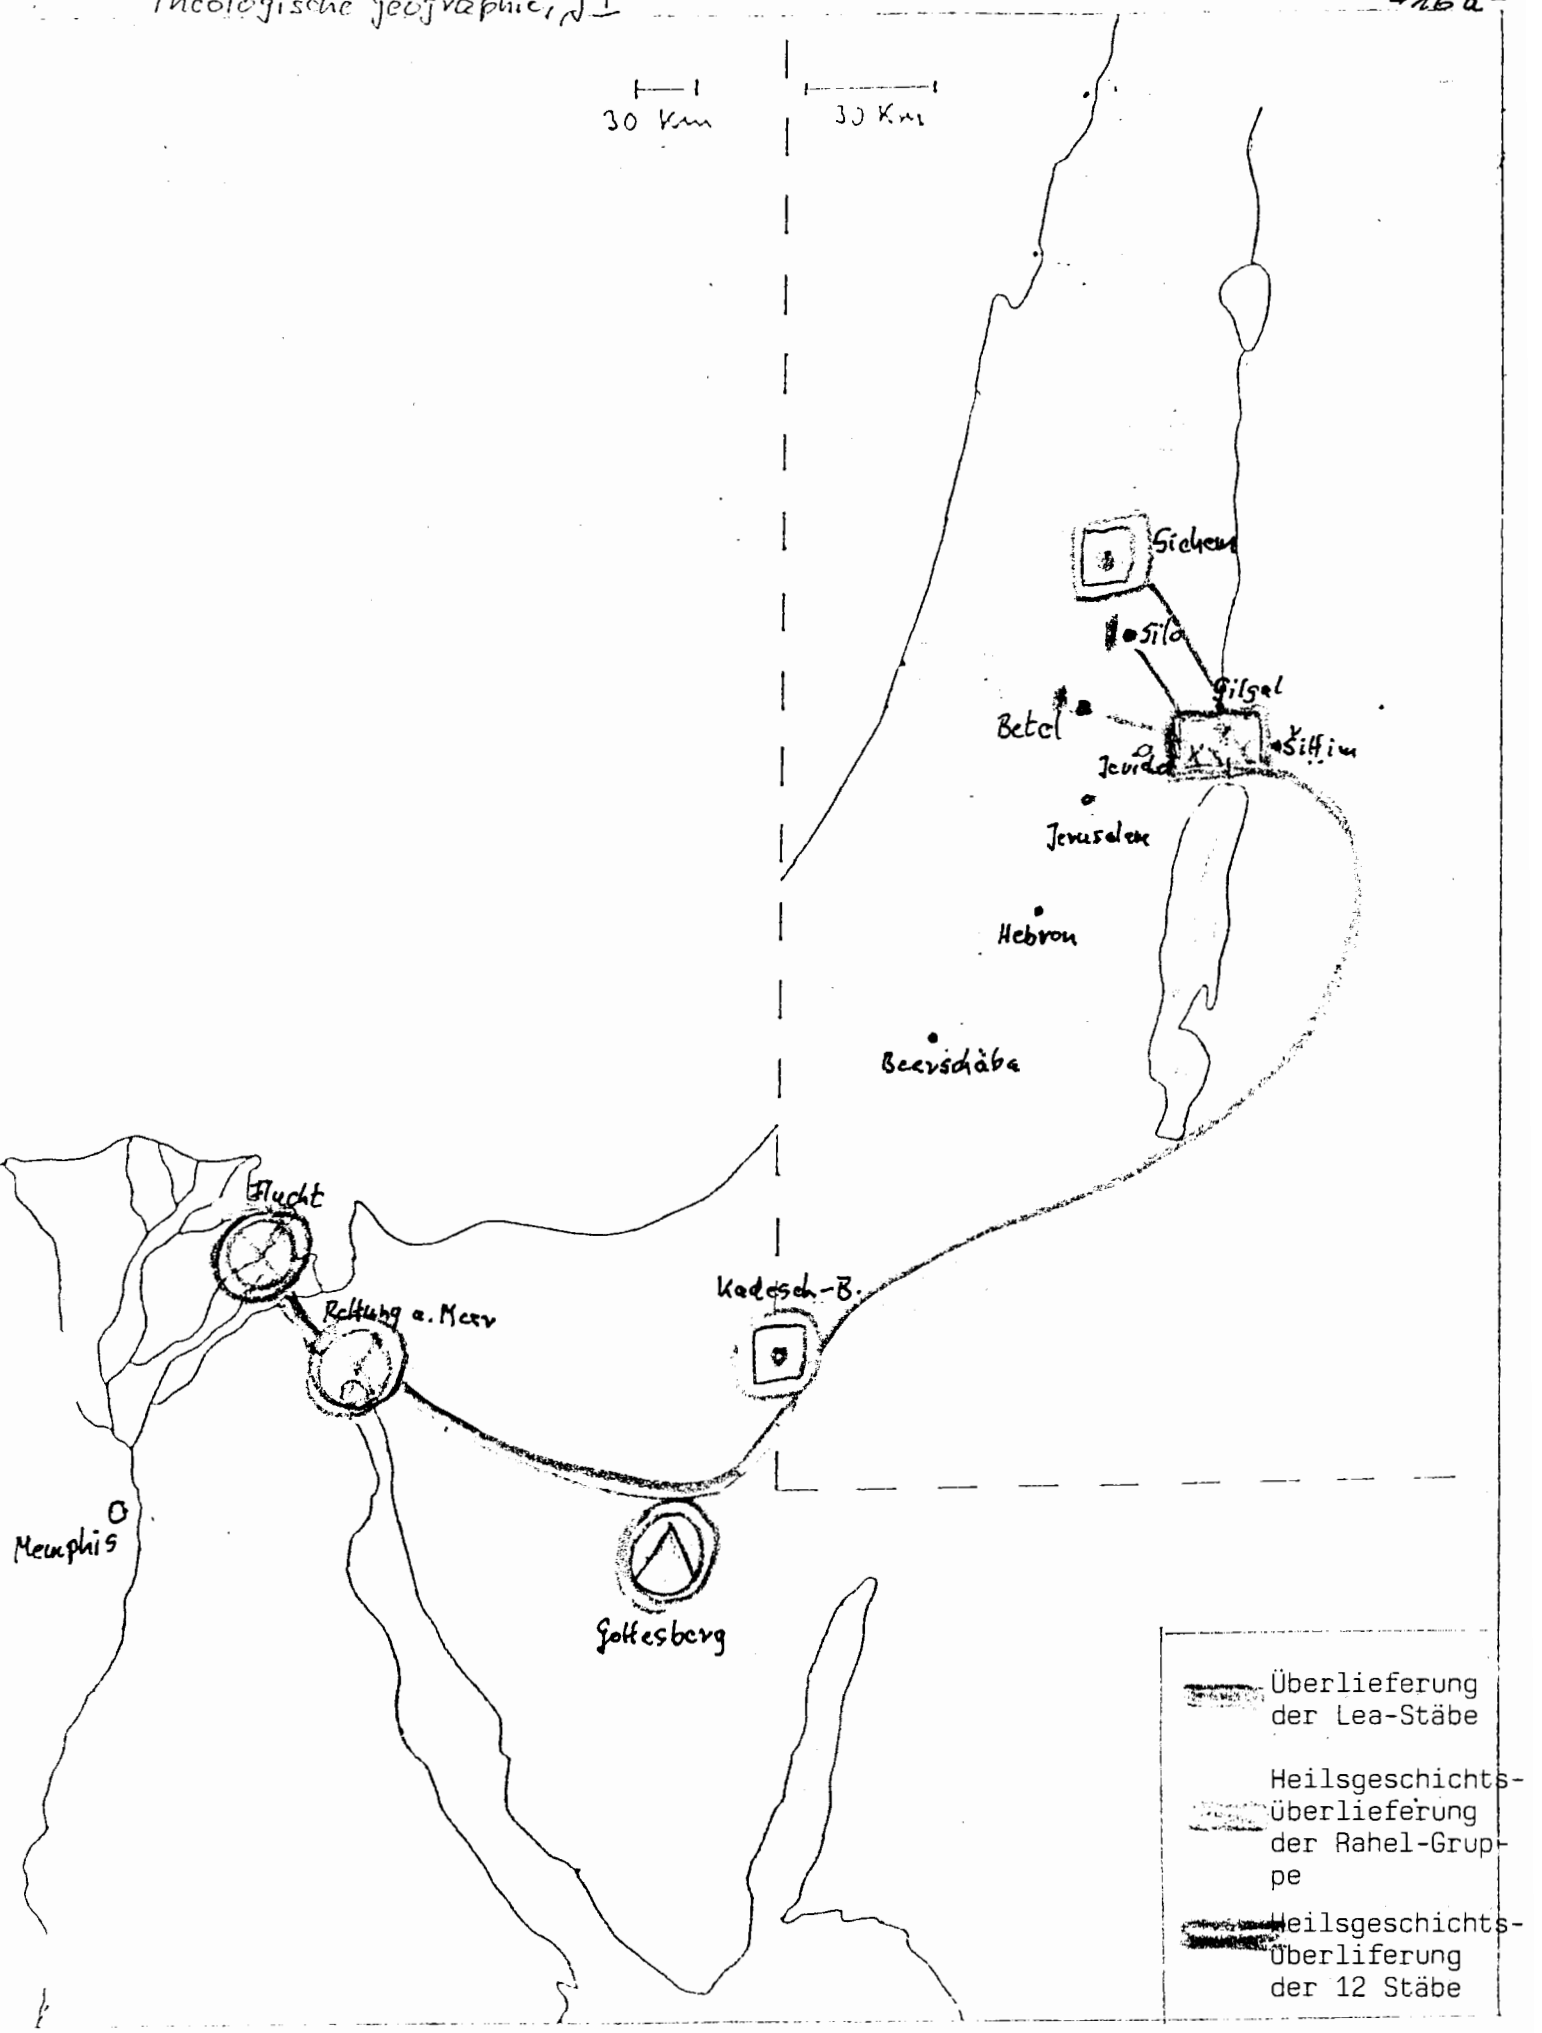 Theologische Geographie,
30 Km
30 Km
Sichem
Silo
Gilgal
Betel
Šittim
Jericho
Jerusalem
Hebron
Beerschäba
Flucht
Rettung a. Meer
Kadesch-B.
Memphis
Gottesberg
Überlieferung
der Lea-Stäbe
Heilsgeschichts-
überlieferung
der Rahel-Grup-
pe
Heilsgeschichts-
überliferung
der 12 Stäbe